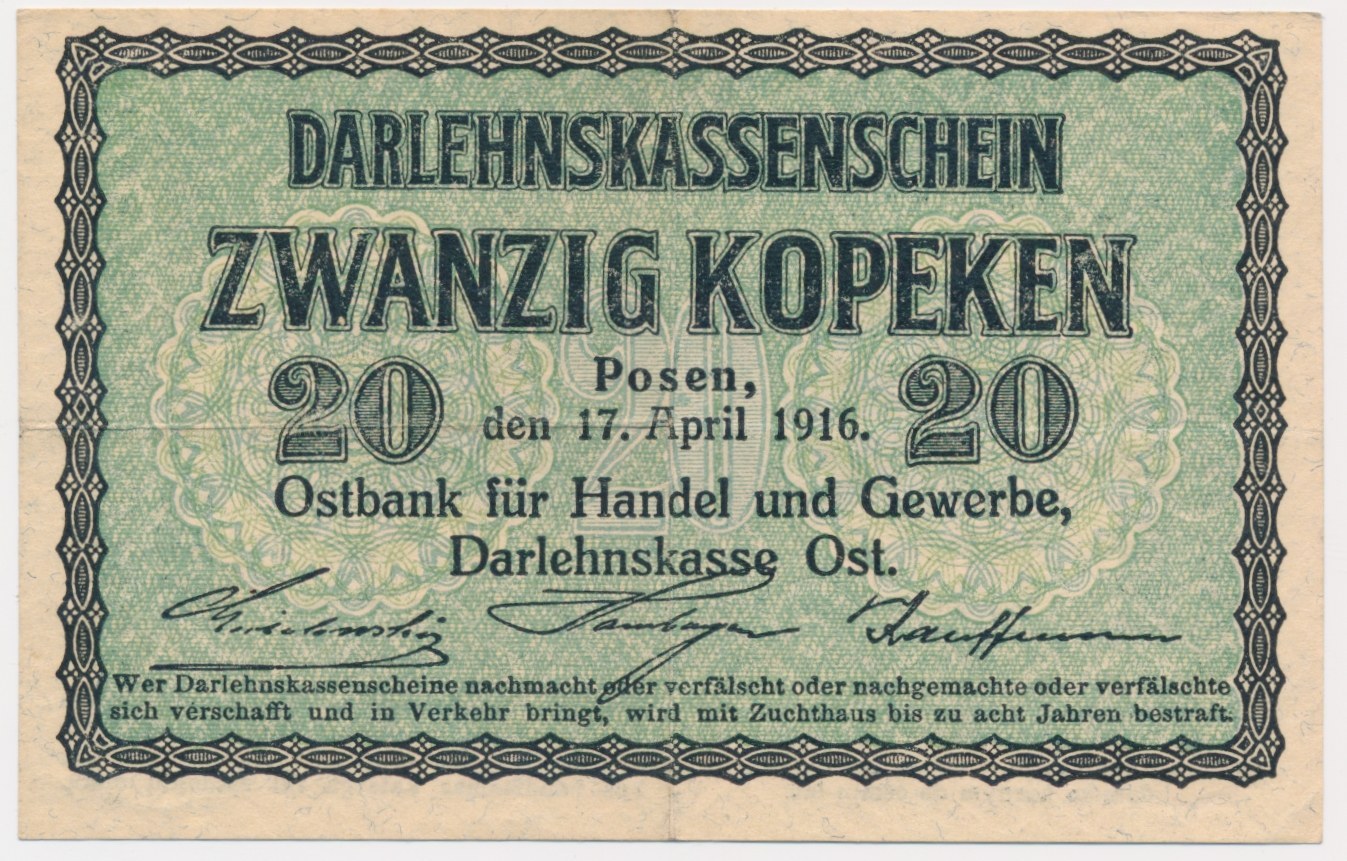 DARLEHNSKASSENSCHEIN
ZWANZIG KOPEKEN
20 Posen, 20
den 17. April 1916.
Ostbank für Handel und Gewerbe,
Darlehnskasse Ost.
Hamburger Kauffmann
Wer Darlehnskassenscheine nachmacht oder verfälscht oder nachgemachte oder verfälschte
sich verschafft und in Verkehr bringt, wird mit Zuchthaus bis zu acht Jahren bestraft.